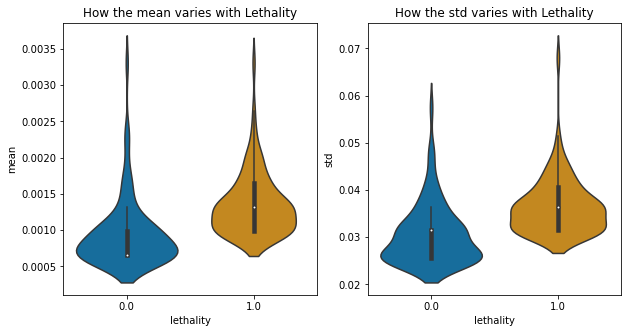 How the mean varies with Lethality
mean
0.0035
0.0030
0.0025
0.0020
0.0015
0.0010
0.0005
0.0 1.0
lethality
How the std varies with Lethality
std
0.07
0.06
0.05
0.04
0.03
0.02
0.0 1.0
lethality